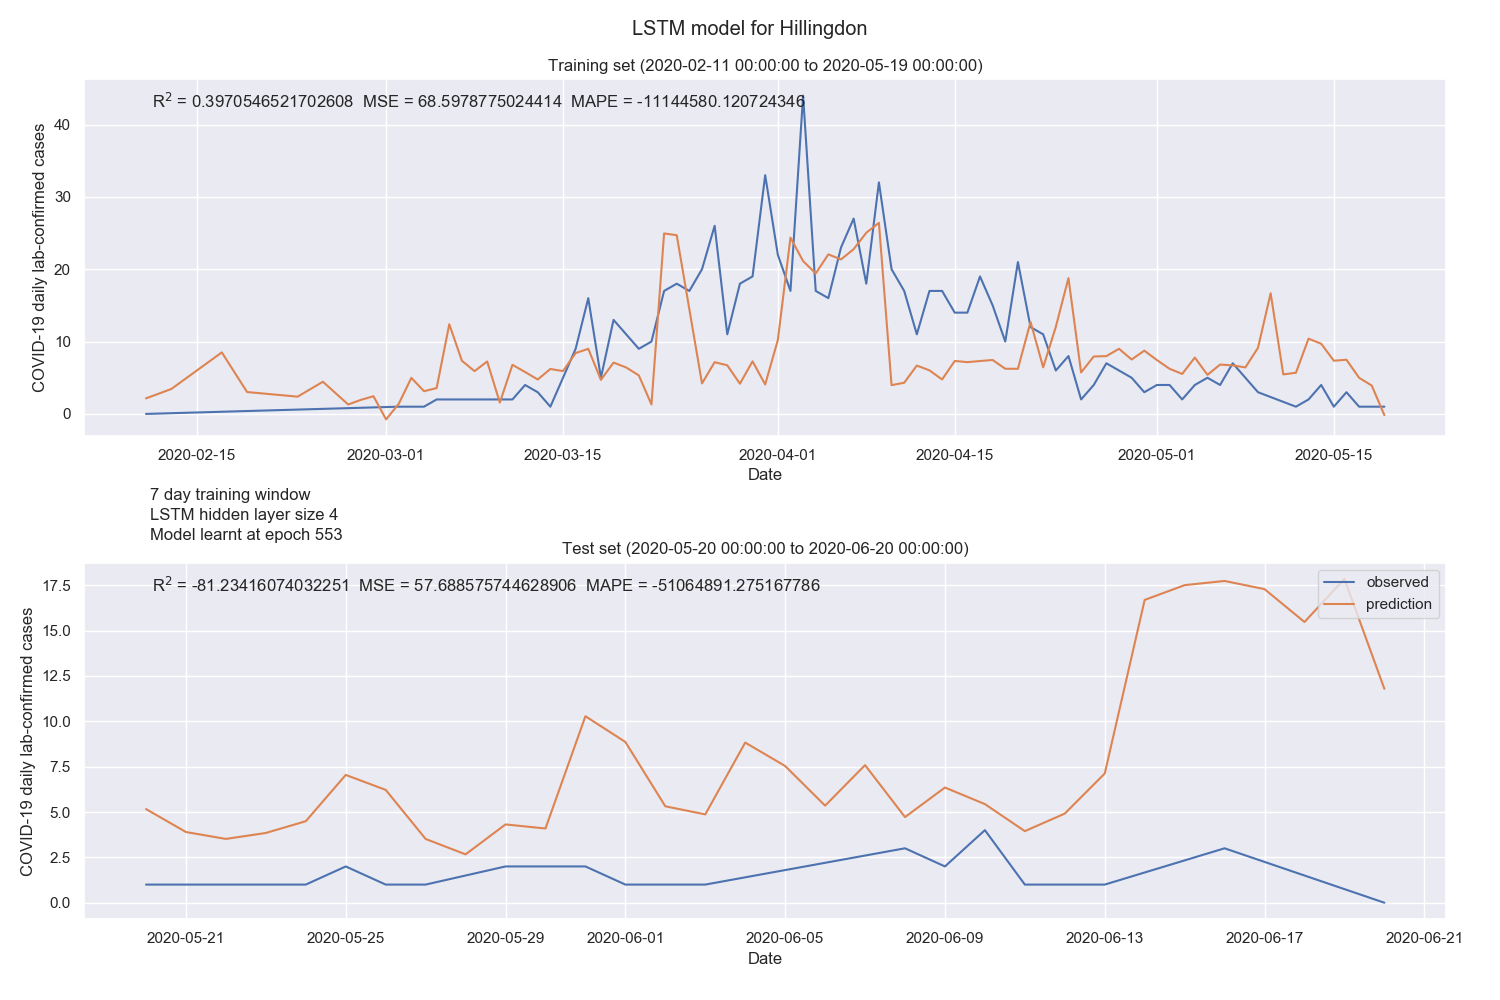 LSTM model for Hillingdon
Training set (2020-02-11 00:00:00 to 2020-05-19 00:00:00)
R² = 0.3970546521702608 MSE = 68.5978775024414 MAPE = -11144580.120724346
COVID-19 daily lab-confirmed cases
40
30
20
10
0
2020-02-15 2020-03-01 2020-03-15 2020-04-01 2020-04-15 2020-05-01 2020-05-15
Date
7 day training window
LSTM hidden layer size 4
Model learnt at epoch 553
Test set (2020-05-20 00:00:00 to 2020-06-20 00:00:00)
R² = -81.23416074032251 MSE = 57.688575744628906 MAPE = -51064891.275167786
observed
prediction
COVID-19 daily lab-confirmed cases
17.5
15.0
12.5
10.0
7.5
5.0
2.5
0.0
2020-05-21 2020-05-25 2020-05-29 2020-06-01 2020-06-05 2020-06-09 2020-06-13 2020-06-17 2020-06-21
Date